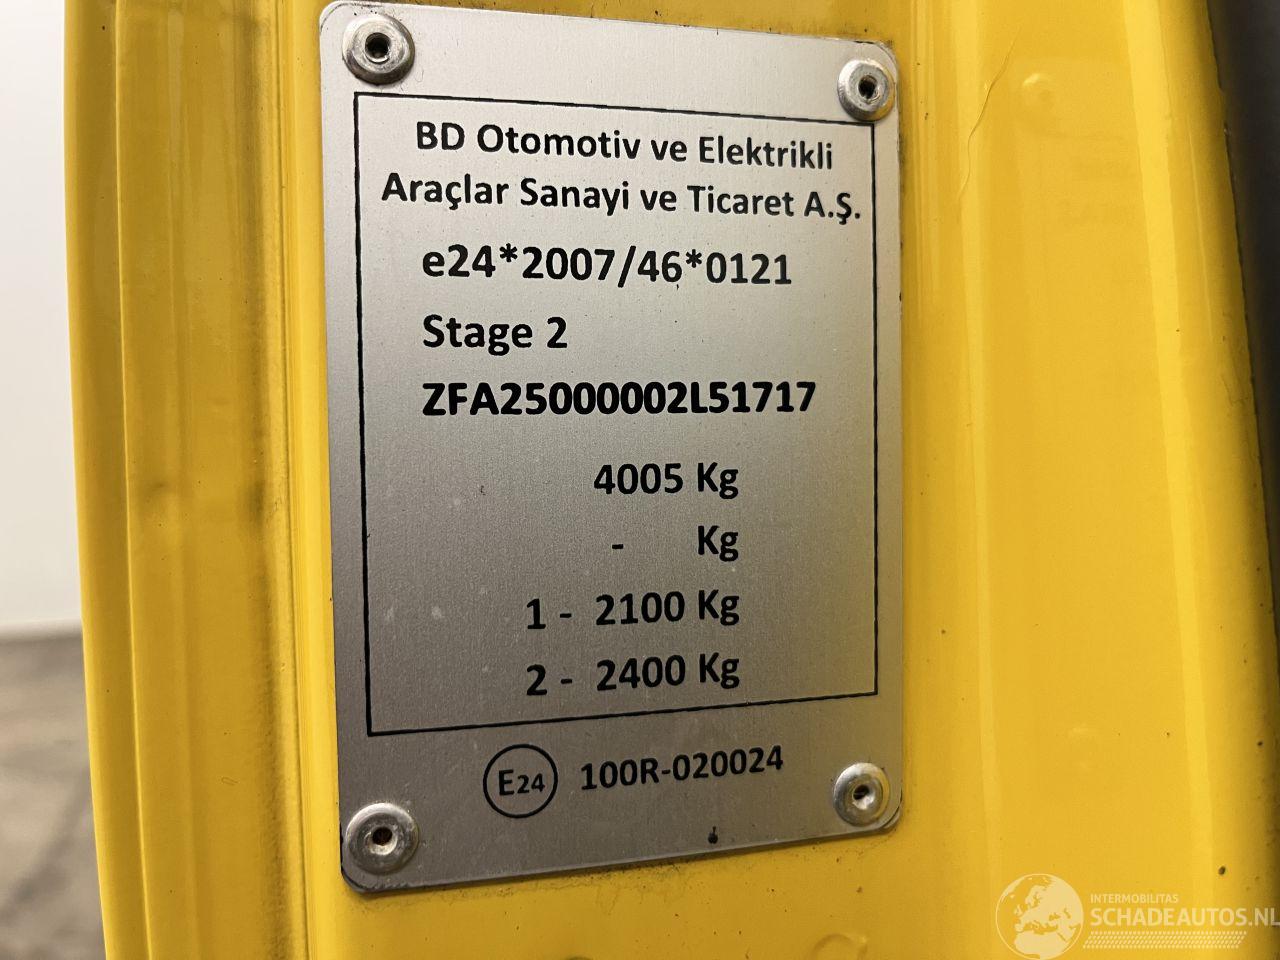 BD Otomotiv ve Elektrikli
Araçlar Sanayi ve Ticaret A.Ş.
e24*2007/46*0121
Stage 2
ZFA25000002L51717
4005 Kg
- Kg
1 - 2100 Kg
2 - 2400 Kg
E24 100R-020024
INTERMOBILITAS
SCHADEAUTOS.NL